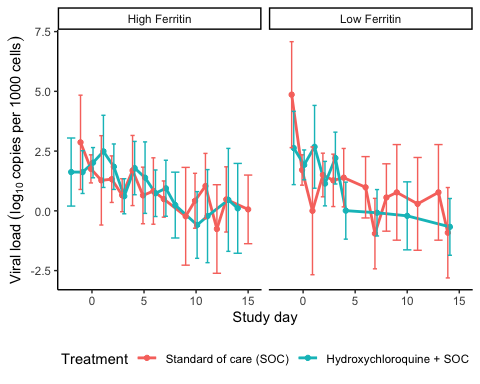 High Ferritin
Low Ferritin
7.5
5.0
2.5
0.0
-2.5
Viral load (log10 copies per 1000 cells)
0
5
10
15
0
5
10
15
Study day
Treatment
Standard of care (SOC)
Hydroxychloroquine + SOC